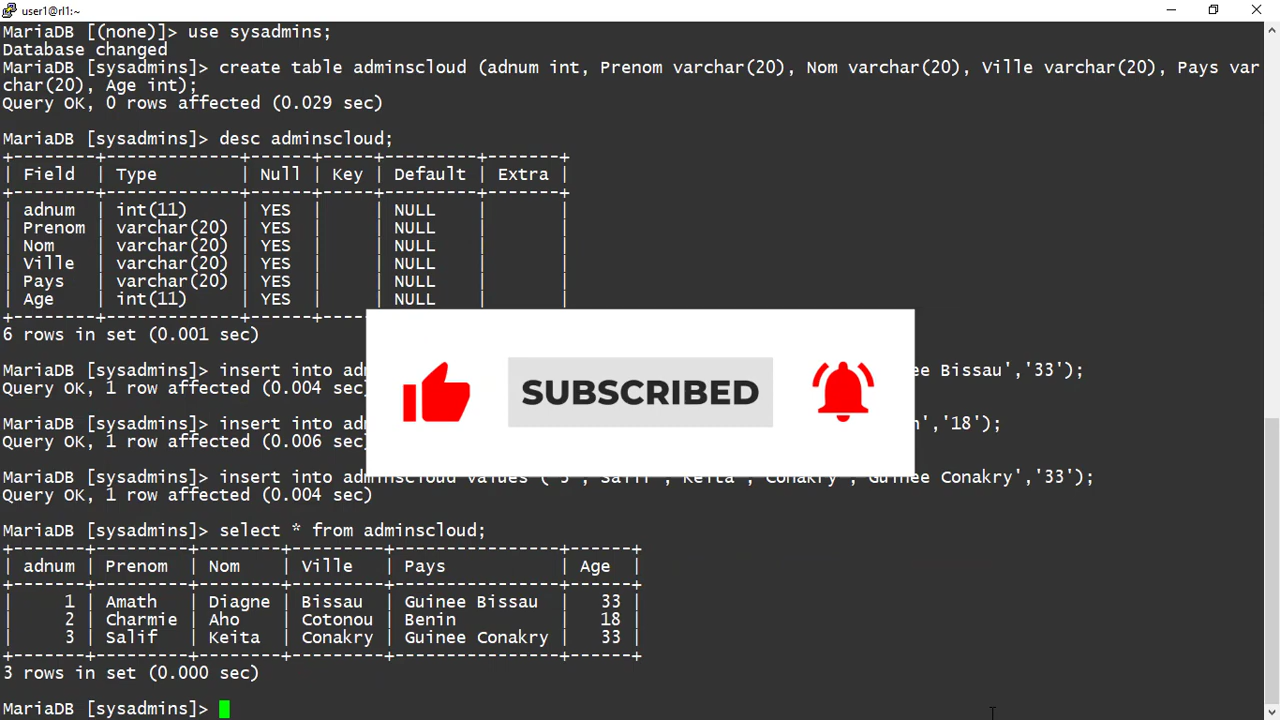 user1@rl1:~
MariaDB [(none)]> use sysadmins;
Database changed
MariaDB [sysadmins]> create table adminscloud (adnum int, Prenom varchar(20), Nom varchar(20), Ville varchar(20), Pays var
char(20), Age int);
Query OK, 0 rows affected (0.029 sec)
MariaDB [sysadmins]> desc adminscloud;
+--------+-------------+------+-----+---------+-------+
| Field | Type | Null | Key | Default | Extra |
+--------+-------------+------+-----+---------+-------+
| adnum | int(11) | YES | | NULL | |
| Prenom | varchar(20) | YES | | NULL | |
| Nom | varchar(20) | YES | | NULL | |
| Ville | varchar(20) | YES | | NULL | |
| Pays | varchar(20) | YES | | NULL | |
| Age | int(11) | YES | | NULL | |
6 rows in set (0.001 sec)
MariaDB [sysadmins]> insert into Bissau','33');
Query OK, 1 row affected (0.004 sec)
MariaDB [sysadmins]> insert into ,'18');
Query OK, 1 row affected (0.006 sec)
SUBSCRIBED
MariaDB [sysadmins]> insert into adminscloud values ('3','Salif','Keita','Conakry','Guinee Conakry','33');
Query OK, 1 row affected (0.004 sec)
MariaDB [sysadmins]> select * from adminscloud;
+-------+---------+--------+---------+----------------+------+
| adnum | Prenom | Nom | Ville | Pays | Age |
+-------+---------+--------+---------+----------------+------+
| 1 | Amath | Diagne | Bissau | Guinee Bissau | 33 |
| 2 | Charmie | Aho | Cotonou | Benin | 18 |
| 3 | Salif | Keita | Conakry | Guinee Conakry | 33 |
+-------+---------+--------+---------+----------------+------+
3 rows in set (0.000 sec)
MariaDB [sysadmins]>